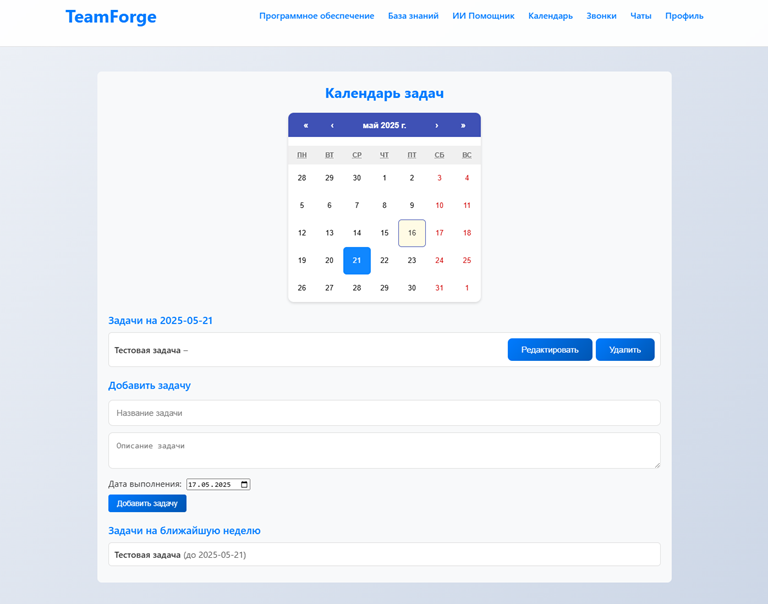 TeamForge
Программное обеспечение База знаний ИИ Помощник Календарь Звонки Чаты Профиль
Календарь задач
« ‹ май 2025 г. › »
ПН ВТ СР ЧТ ПТ СБ ВС
28 29 30 1 2 3 4
5 6 7 8 9 10 11
12 13 14 15 16 17 18
19 20 21 22 23 24 25
26 27 28 29 30 31 1
Задачи на 2025-05-21
Тестовая задача – Редактировать Удалить
Добавить задачу
Название задачи
Описание задачи
Дата выполнения: 17.05.2025
Добавить задачу
Задачи на ближайшую неделю
Тестовая задача (до 2025-05-21)